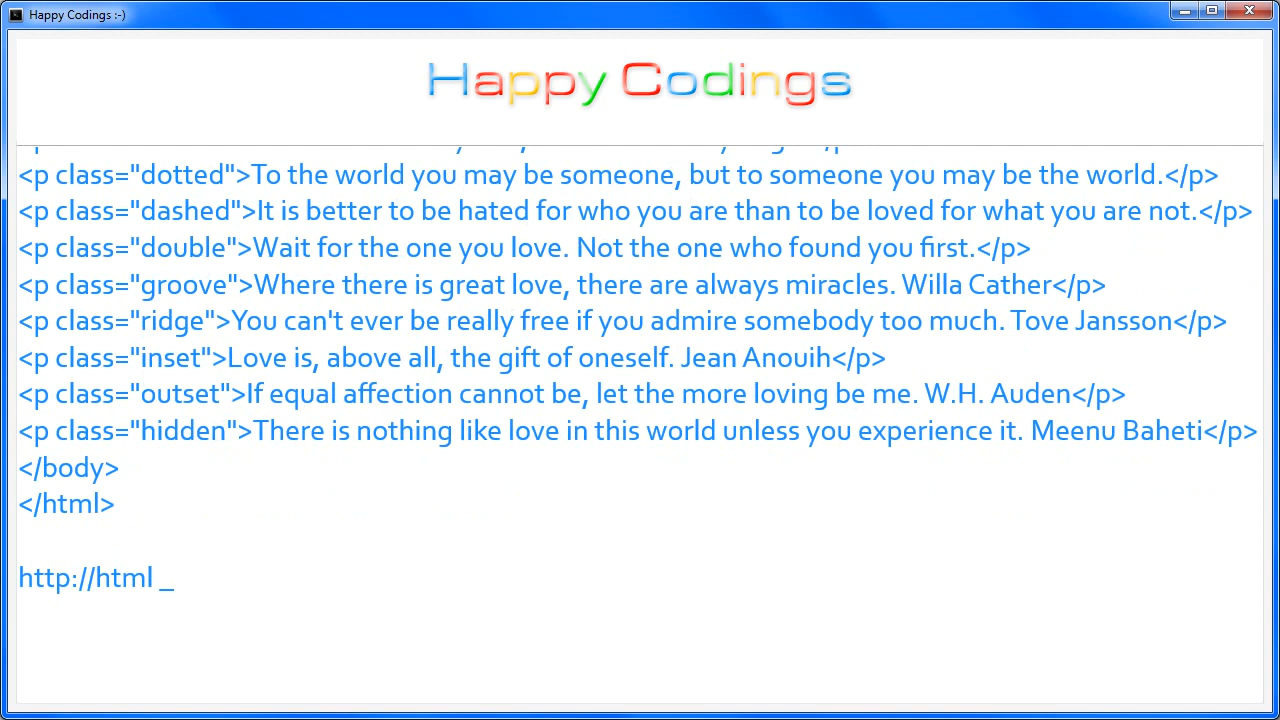 Happy Codings :-)
Happy Codings
<p class="dotted">To the world you may be someone, but to someone you may be the world.</p>
<p class="dashed">It is better to be hated for who you are than to be loved for what you are not.</p>
<p class="double">Wait for the one you love. Not the one who found you first.</p>
<p class="groove">Where there is great love, there are always miracles. Willa Cather</p>
<p class="ridge">You can't ever be really free if you admire somebody too much. Tove Jansson</p>
<p class="inset">Love is, above all, the gift of oneself. Jean Anouih</p>
<p class="outset">If equal affection cannot be, let the more loving be me. W.H. Auden</p>
<p class="hidden">There is nothing like love in this world unless you experience it. Meenu Baheti</p>
</body>
</html>
http://html _